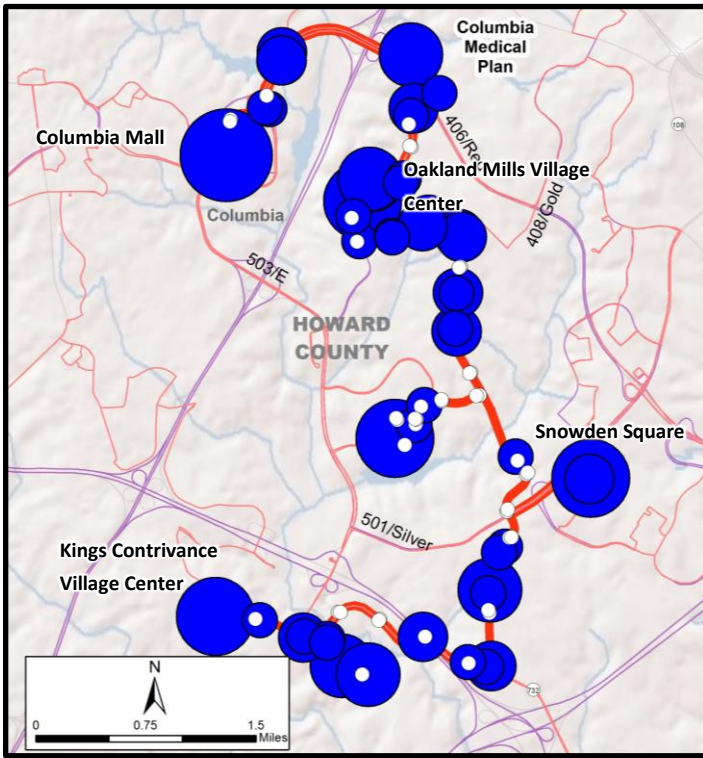 Columbia
Medical
Plan
108
Columbia Mall
406/Red
Oakland Mills Village
Center
408/Gold
Columbia
503/E
HOWARD
COUNTY
Snowden Square
501/Silver
Kings Contrivance
Village Center
732
N
0 0.75 1.5
Miles